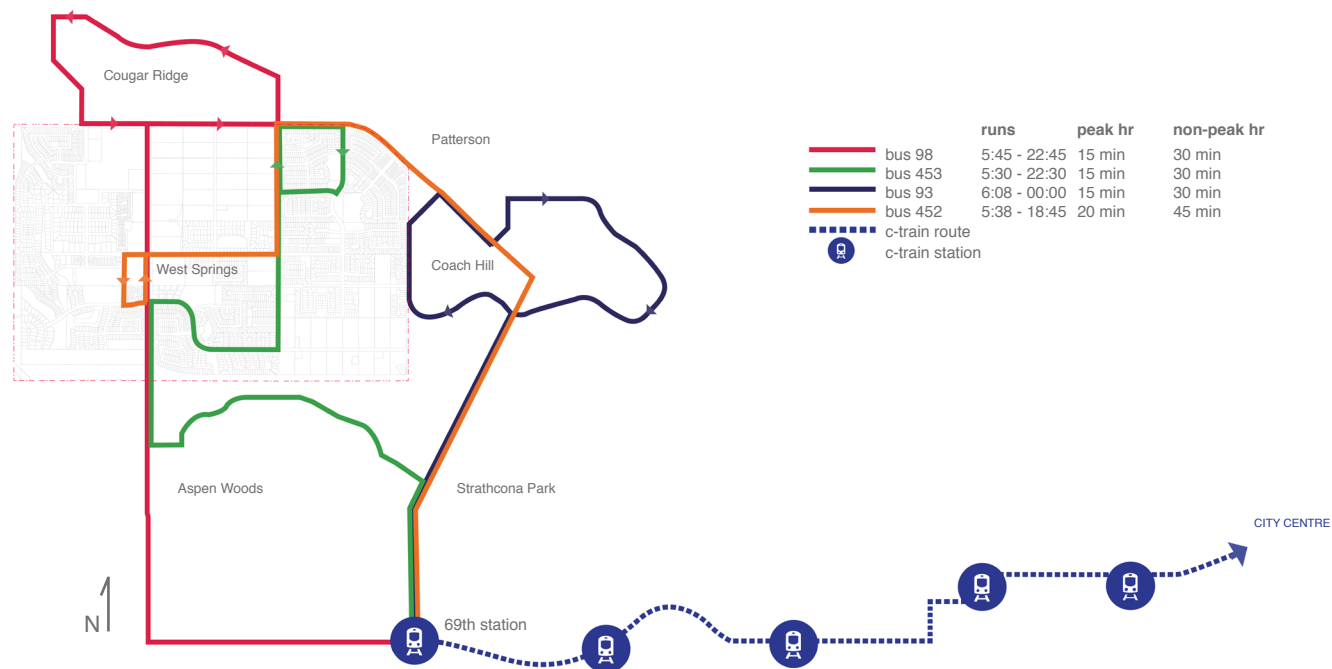 Cougar Ridge
Patterson
runs peak hr non-peak hr
bus 98 5:45 - 22:45 15 min 30 min
bus 453 5:30 - 22:30 15 min 30 min
bus 93 6:08 - 00:00 15 min 30 min
bus 452 5:38 - 18:45 20 min 45 min
c-train route
c-train station
West Springs
Coach Hill
Aspen Woods
Strathcona Park
CITY CENTRE
N
69th station